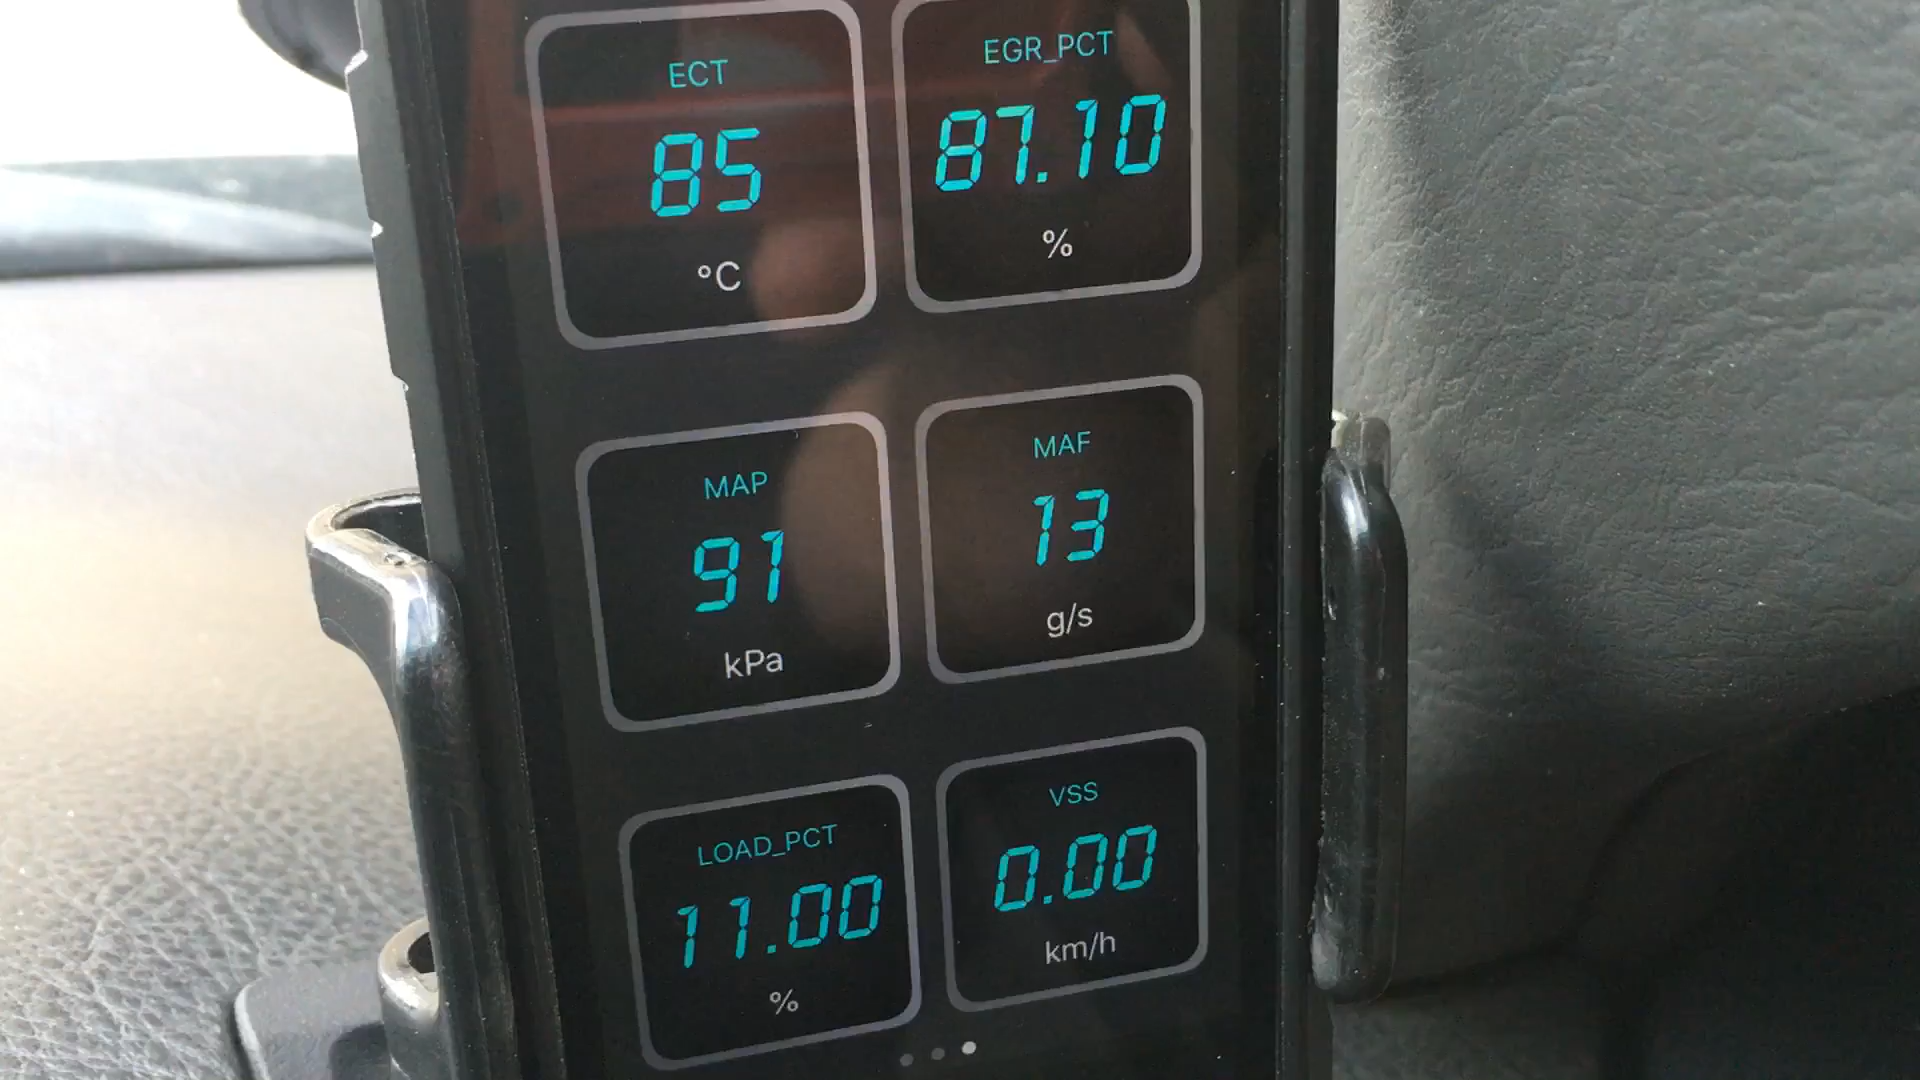 ECT
85
°C
EGR_PCT
87.10
%
MAP
91
kPa
MAF
13
g/s
LOAD_PCT
11.00
%
VSS
0.00
km/h